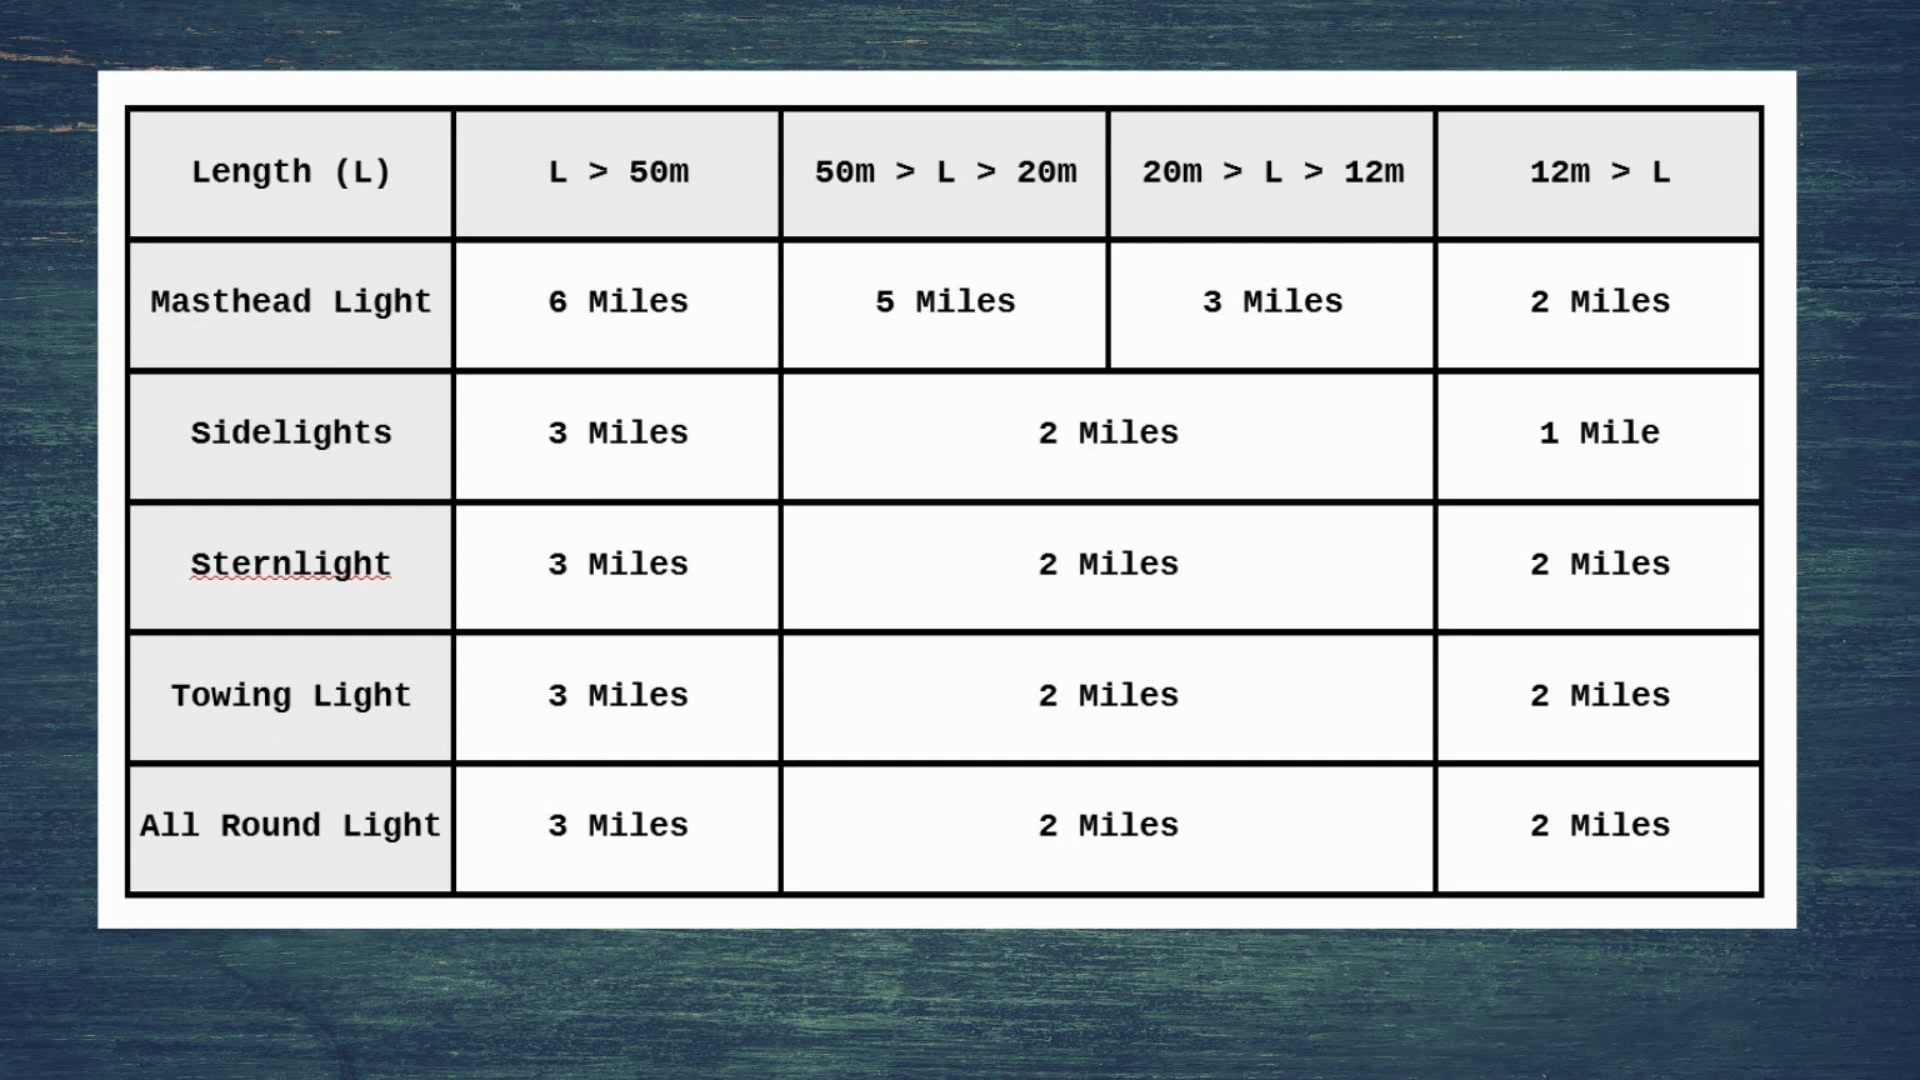 Length (L) L > 50m 50m > L > 20m 20m > L > 12m 12m > L
Masthead Light 6 Miles 5 Miles 3 Miles 2 Miles
Sidelights 3 Miles 2 Miles 1 Mile
Sternlight 3 Miles 2 Miles 2 Miles
Towing Light 3 Miles 2 Miles 2 Miles
All Round Light 3 Miles 2 Miles 2 Miles